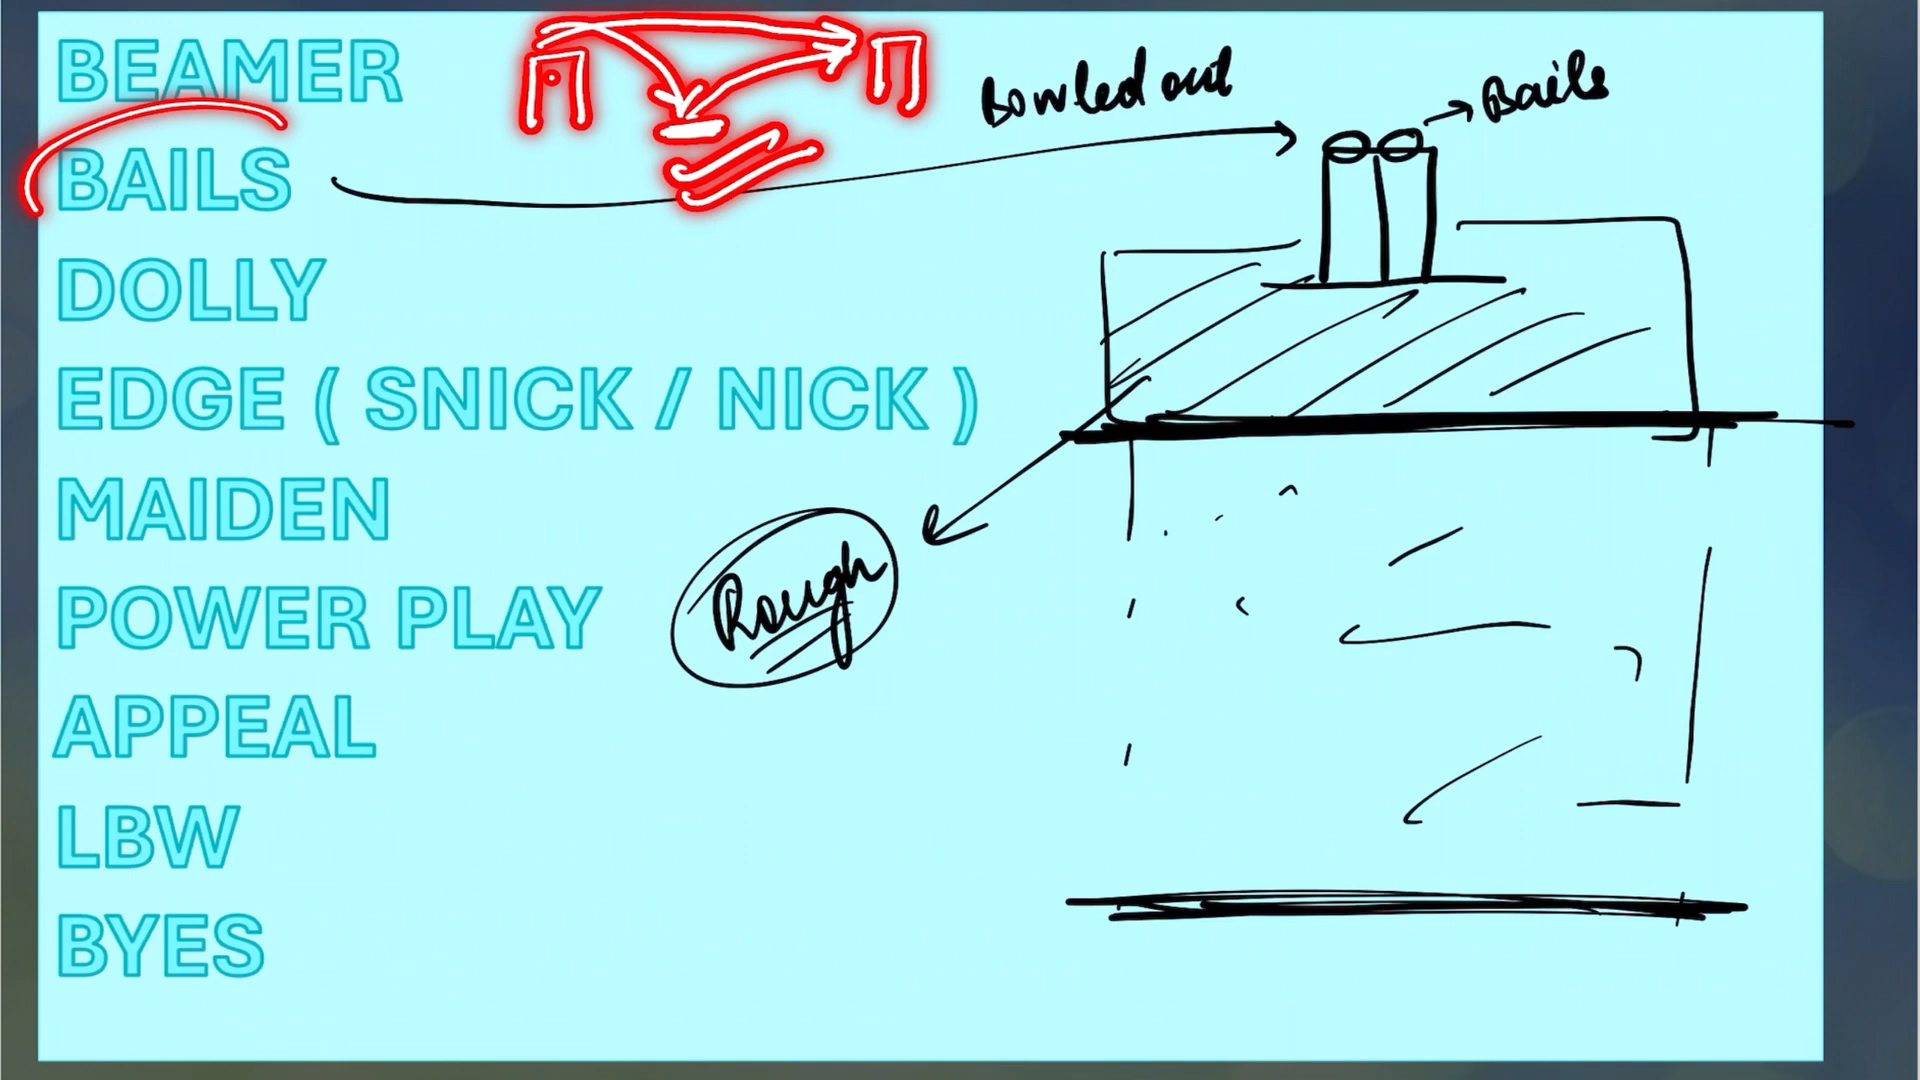 BEAMER
Bowled out
Bails
BAILS
DOLLY
EDGE ( SNICK / NICK )
MAIDEN
Rough
POWER PLAY
APPEAL
LBW
BYES